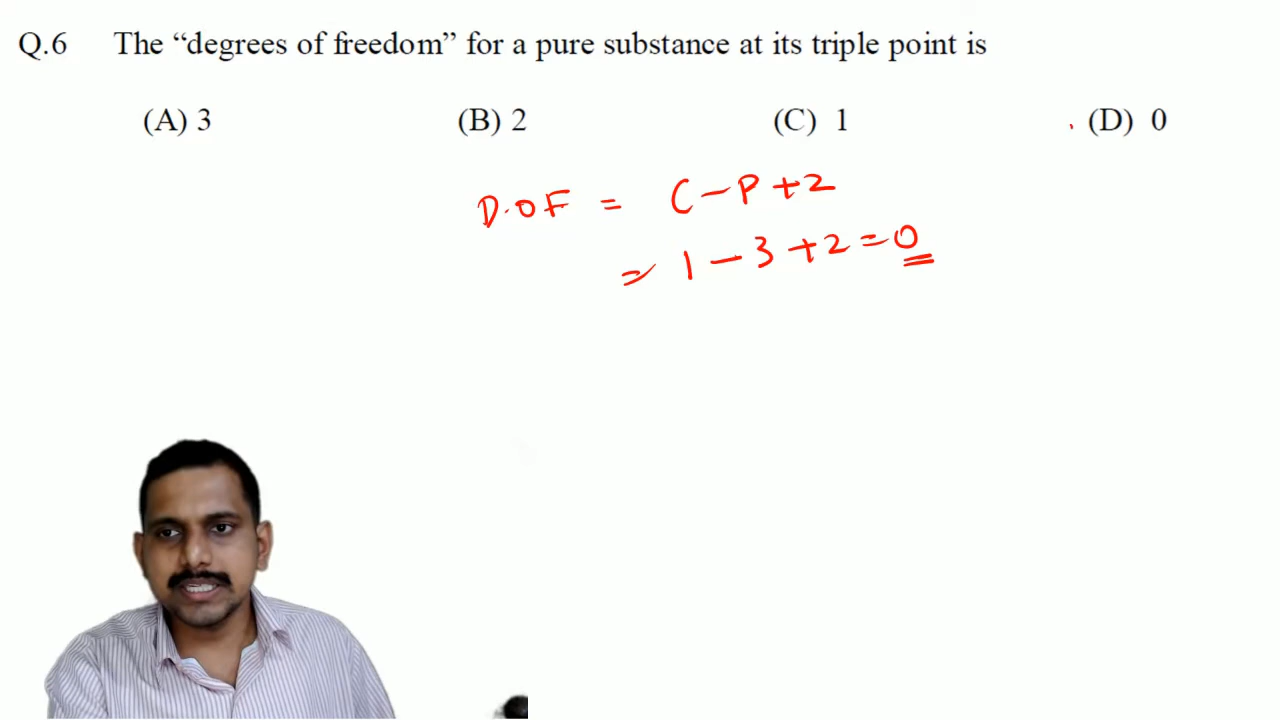 Q.6 The “degrees of freedom” for a pure substance at its triple point is
(A) 3 (B) 2 (C) 1 (D) 0
D.OF = C - P + 2
= 1 - 3 + 2 = 0